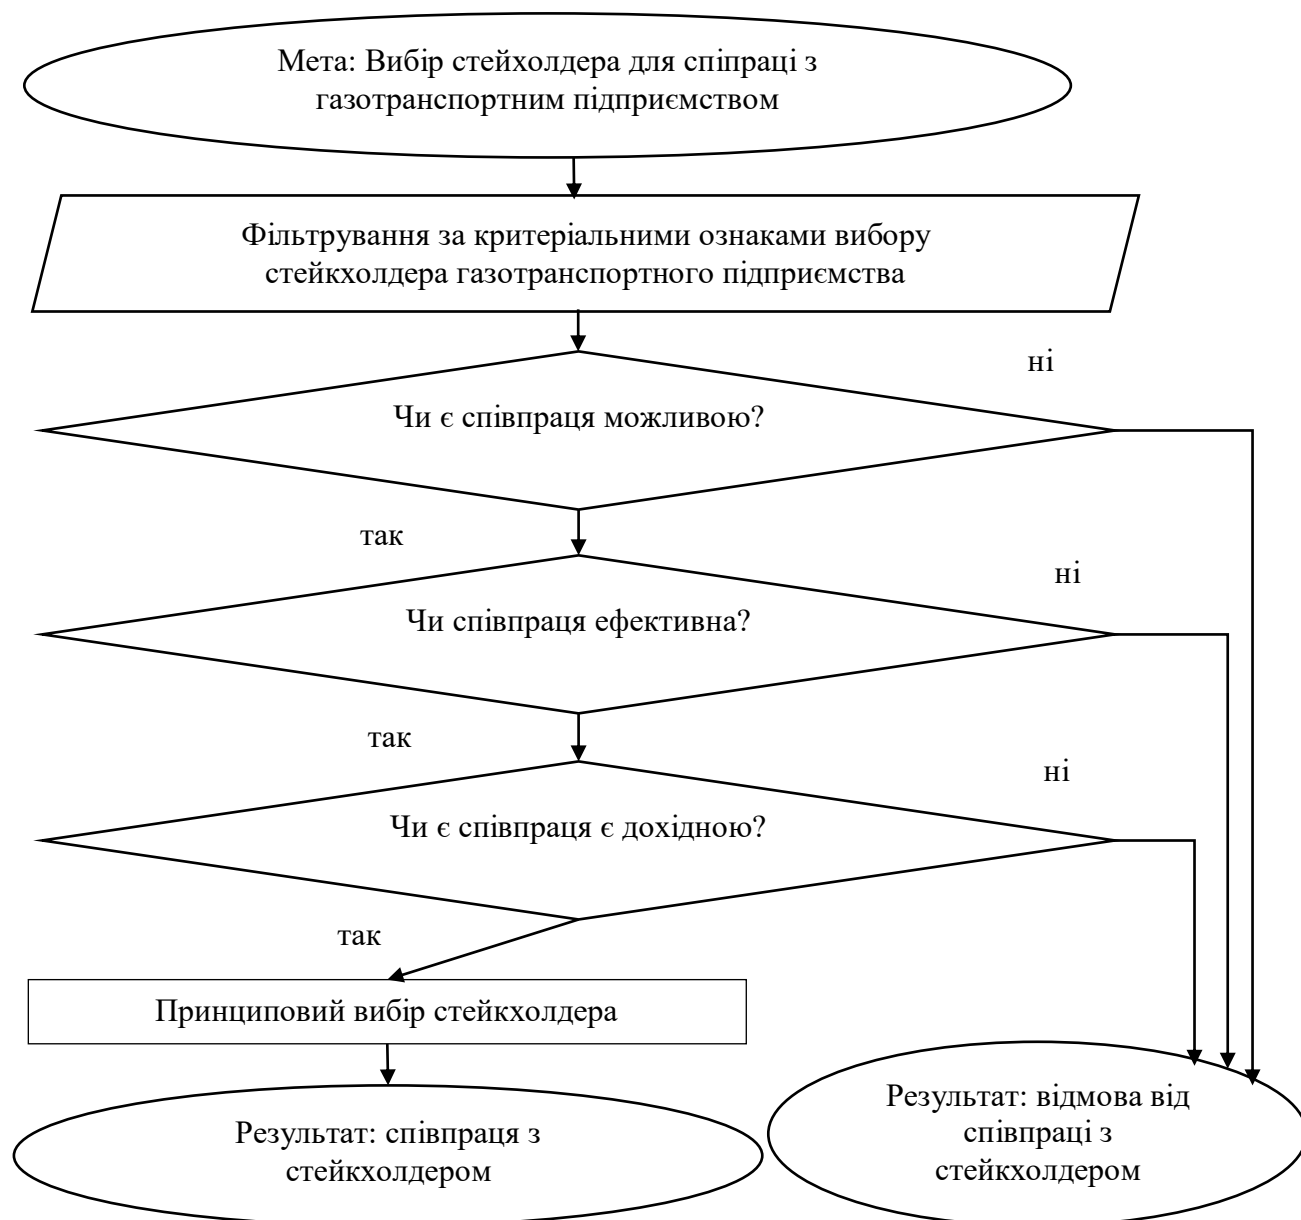 Мета: Вибір стейхолдера для спіпраці з
газотранспортним підприємством
Фільтрування за критеріальними ознаками вибору
стейкхолдера газотранспортного підприємства
ні
Чи є співпраця можливою?
так
ні
Чи співпраця ефективна?
так
ні
Чи є співпраця є дохідною?
так
Принциповий вибір стейкхолдера
Результат: співпраця з
стейкхолдером
Результат: відмова від
співпраці з
стейкхолдером